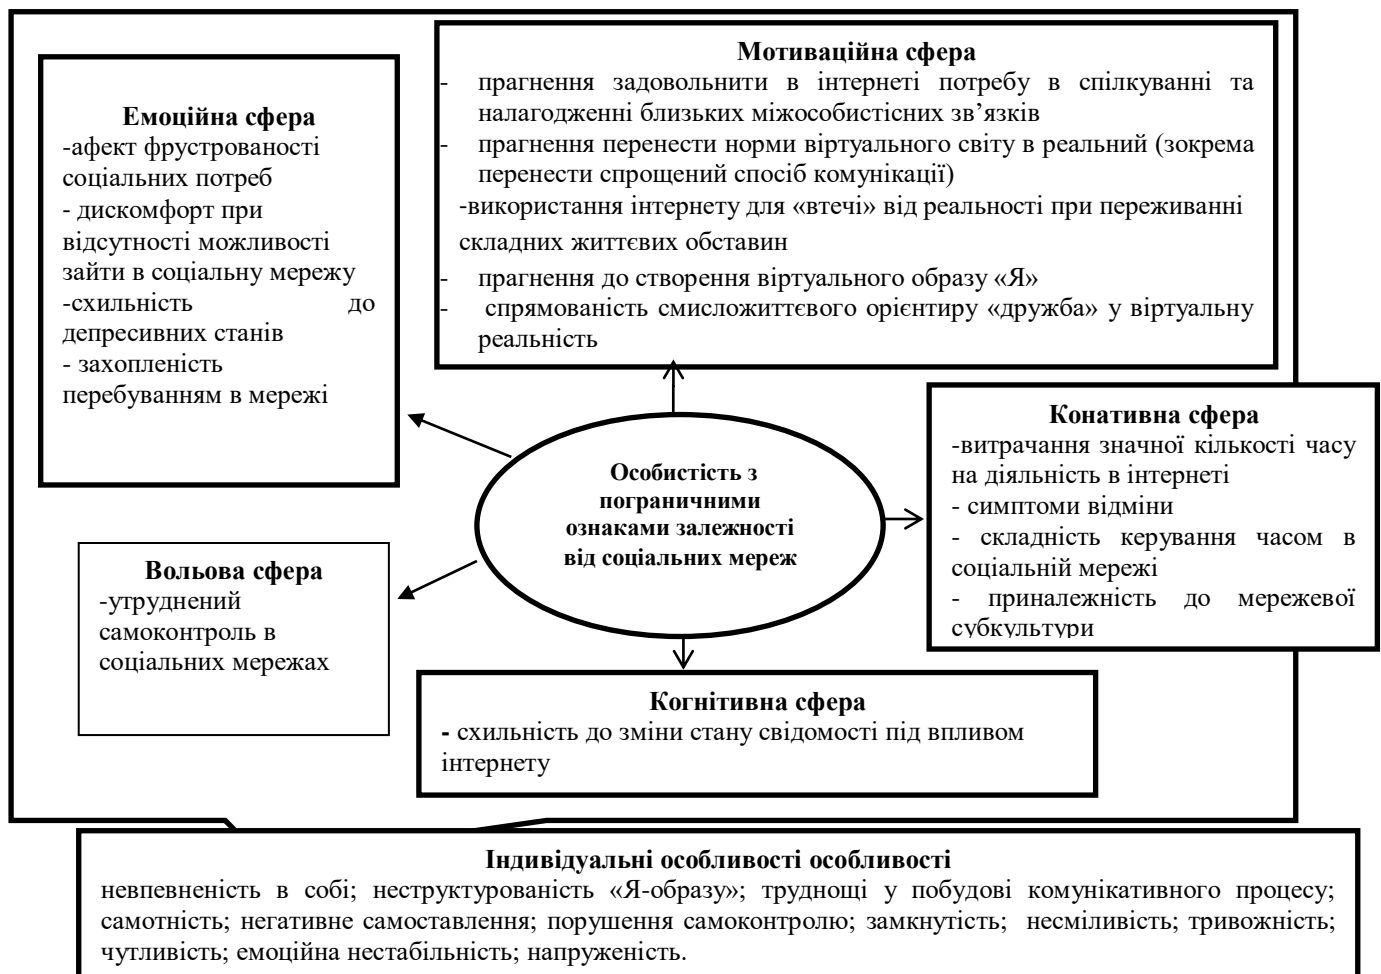 Мотиваційна сфера
- прагнення задовольнити в інтернеті потребу в спілкуванні та
налагодженні близьких міжособистісних зв’язків
- прагнення перенести норми віртуального світу в реальний (зокрема
перенести спрощений спосіб комунікації)
-використання інтернету для «втечі» від реальності при переживанні
складних життєвих обставин
- прагнення до створення віртуального образу «Я»
- спрямованість смисложиттєвого орієнтиру «дружба» у віртуальну
реальність
Емоційна сфера
-афект фрустрованості
соціальних потреб
- дискомфорт при
відсутності можливості
зайти в соціальну мережу
-схильність до
депресивних станів
- захопленість
перебуванням в мережі
Конативна сфера
-витрачання значної кількості часу
на діяльність в інтернеті
- симптоми відміни
- складність керування часом в
соціальній мережі
- приналежність до мережевої
субкультури
Особистість з
пограничними
ознаками залежності
від соціальних мереж
Вольова сфера
-утруднений
самоконтроль в
соціальних мережах
Когнітивна сфера
- схильність до зміни стану свідомості під впливом
інтернету
Індивідуальні особливості особливості
невпевненість в собі; неструктурованість «Я-образу»; труднощі у побудові комунікативного процесу;
самотність; негативне самоставлення; порушення самоконтролю; замкнутість; несміливість; тривожність;
чутливість; емоційна нестабільність; напруженість.